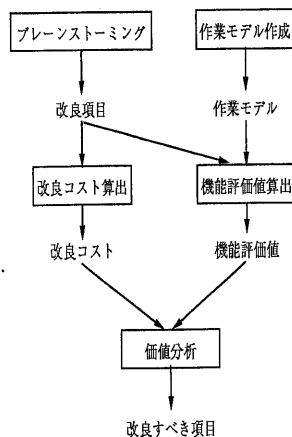 ブレーンストーミング
作業モデル作成
改良項目
作業モデル
改良コスト算出
機能評価値算出
改良コスト
機能評価値
価値分析
改良すべき項目